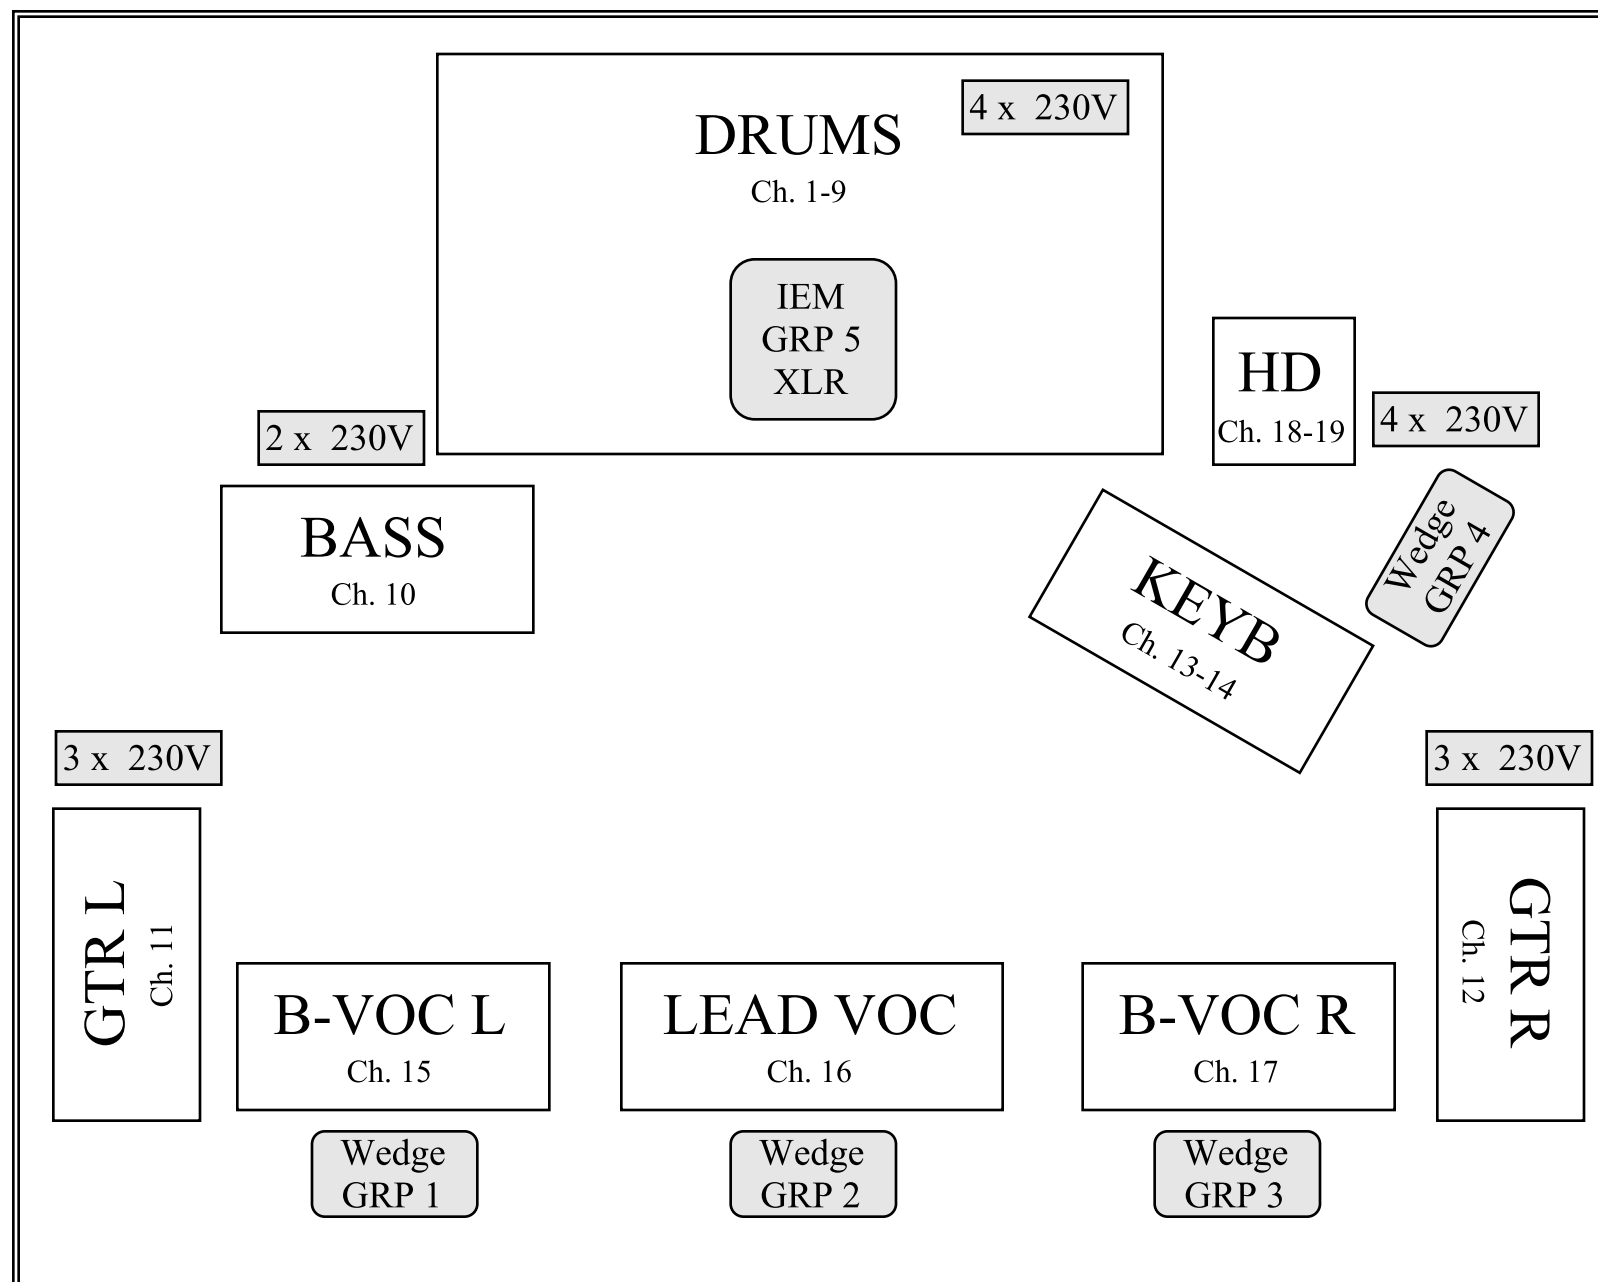 4 x 230V
DRUMS
Ch. 1-9
IEM
GRP 5
XLR
HD
Ch. 18-19
4 x 230V
2 x 230V
BASS
Ch. 10
KEYB
Ch. 13-14
Wedge
GRP 4
3 x 230V
3 x 230V
GTR L
Ch. 11
B-VOC L
Ch. 15
LEAD VOC
Ch. 16
B-VOC R
Ch. 17
GTR R
Ch. 12
Wedge
GRP 1
Wedge
GRP 2
Wedge
GRP 3